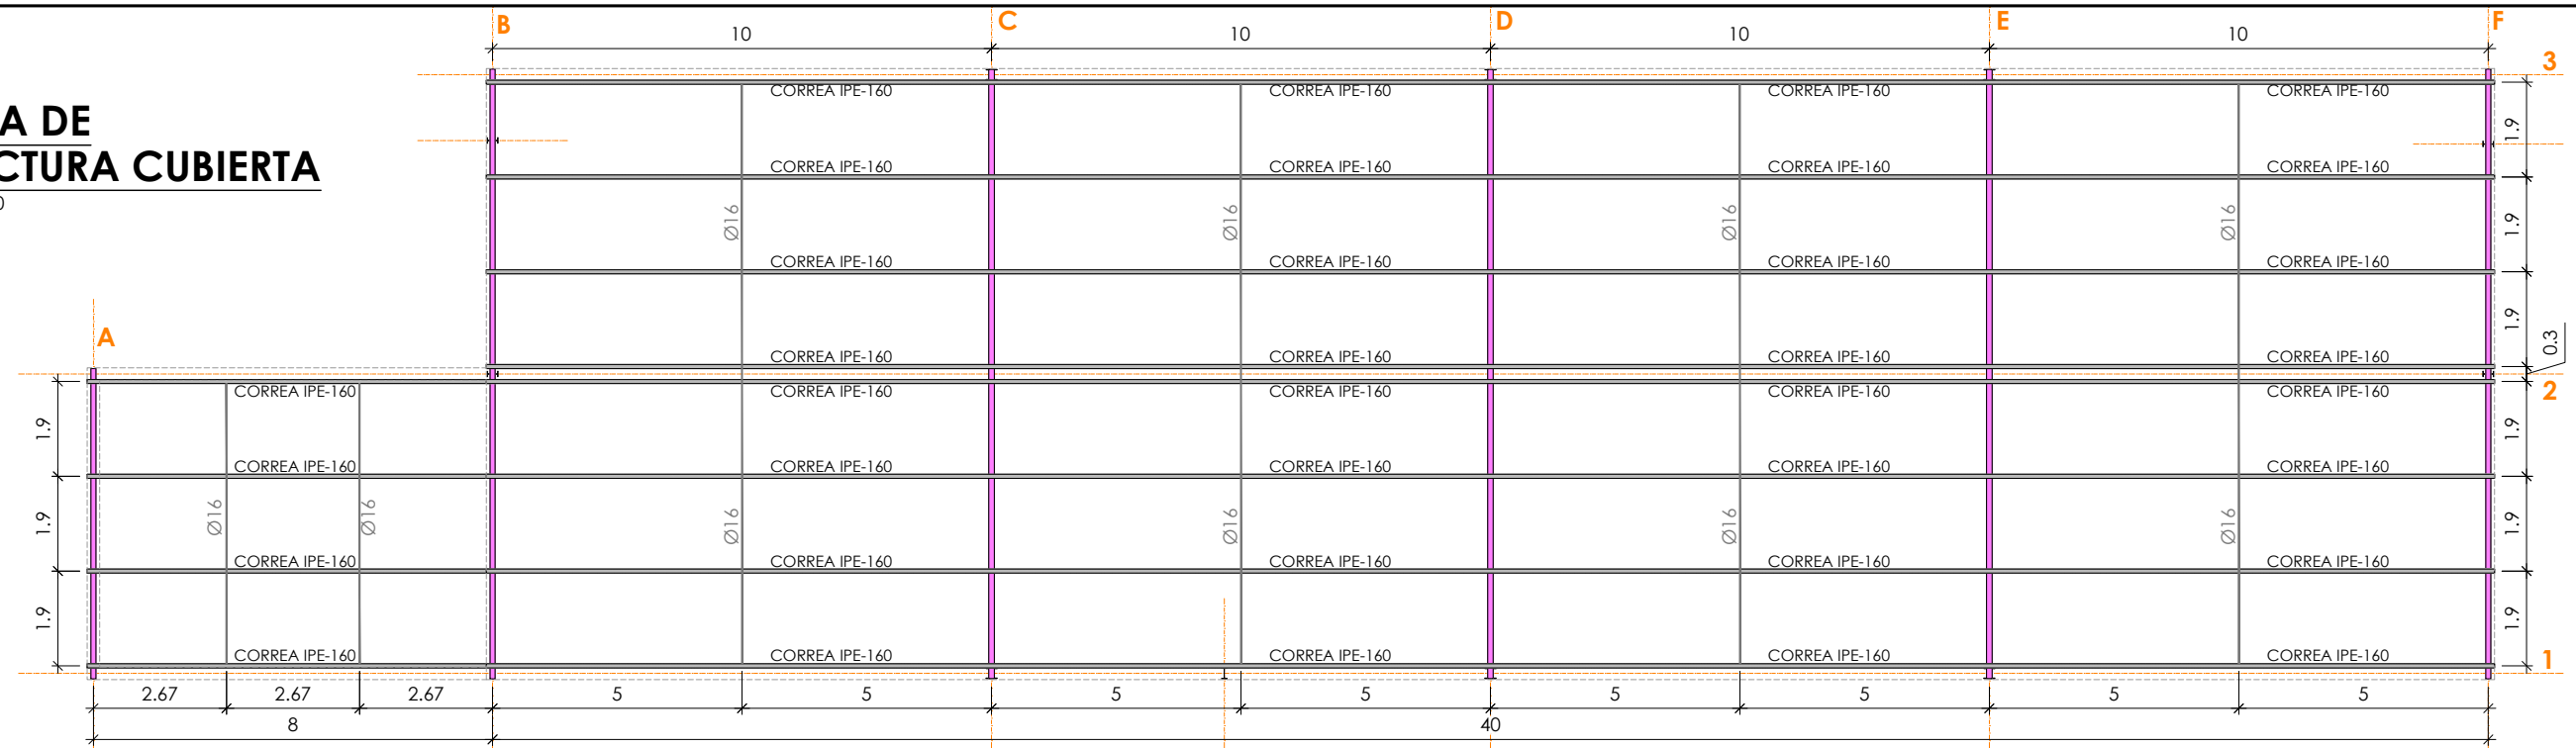 B C D E F
10 10 10 10
3
A DE
CTURA CUBIERTA
0
CORREA IPE-160 CORREA IPE-160 CORREA IPE-160 CORREA IPE-160
1.9
CORREA IPE-160 CORREA IPE-160 CORREA IPE-160 CORREA IPE-160
Ø16 Ø16 Ø16 Ø16 1.9
CORREA IPE-160 CORREA IPE-160 CORREA IPE-160 CORREA IPE-160
1.9
A
0.3
CORREA IPE-160 CORREA IPE-160 CORREA IPE-160 CORREA IPE-160
CORREA IPE-160 CORREA IPE-160 CORREA IPE-160 CORREA IPE-160 CORREA IPE-160 2
1.9 1.9
CORREA IPE-160 CORREA IPE-160 CORREA IPE-160 CORREA IPE-160 CORREA IPE-160
1.9 Ø16 Ø16 Ø16 Ø16 Ø16 Ø16 1.9
CORREA IPE-160 CORREA IPE-160 CORREA IPE-160 CORREA IPE-160 CORREA IPE-160
1.9 1.9
CORREA IPE-160 CORREA IPE-160 CORREA IPE-160 CORREA IPE-160 CORREA IPE-160 1
2.67 2.67 2.67 5 5 5 5 5 5 5 5
8 40